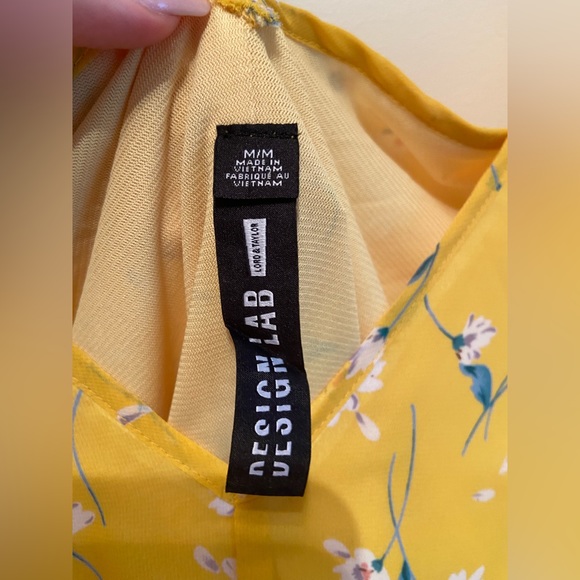 M/M
MADE IN
VIETNAM
FABRIQUÉ AU
VIETNAM
LORD & TAYLOR
DESIGN LAB